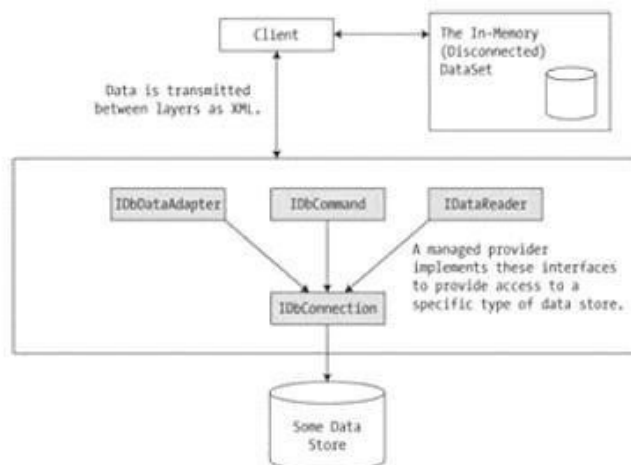 Client
The In-Memory
(Disconnected)
DataSet
Data is transmitted
between layers as XML.
IDbDataAdapter
IDbCommand
IDataReader
A managed provider
implements these interfaces
to provide access to a
specific type of data store.
IDbConnection
Some Data
Store